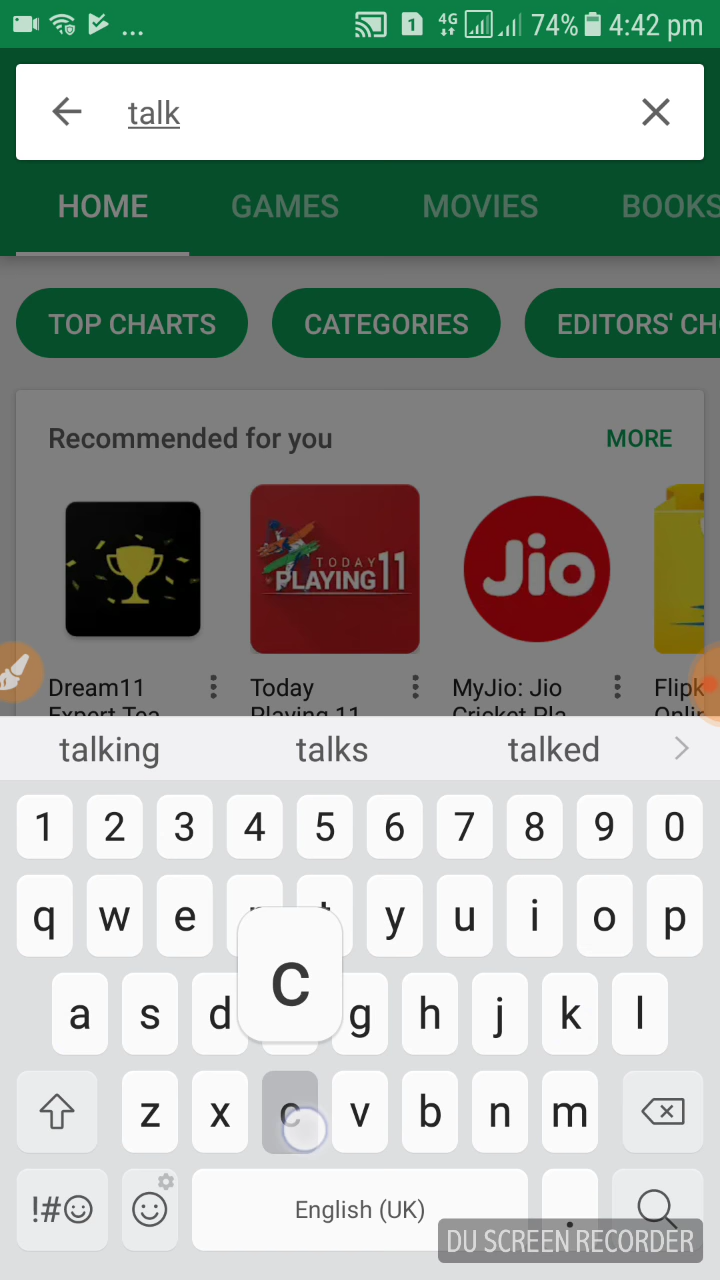 ... 1 4G 74% 4:42 pm
talk
HOME GAMES MOVIES BOOKS
TOP CHARTS CATEGORIES EDITORS' CH
Recommended for you MORE
TODAY
PLAYING 11
Jio
Dream11 Today MyJio: Jio Flipk
Expert Tea Playing 11 Cricket Pla Onlin
talking talks talked
1 2 3 4 5 6 7 8 9 0
q w e r t y u i o p
c
a s d g h j k l
z x c v b n m
!# English (UK) .
DU SCREEN RECORDER